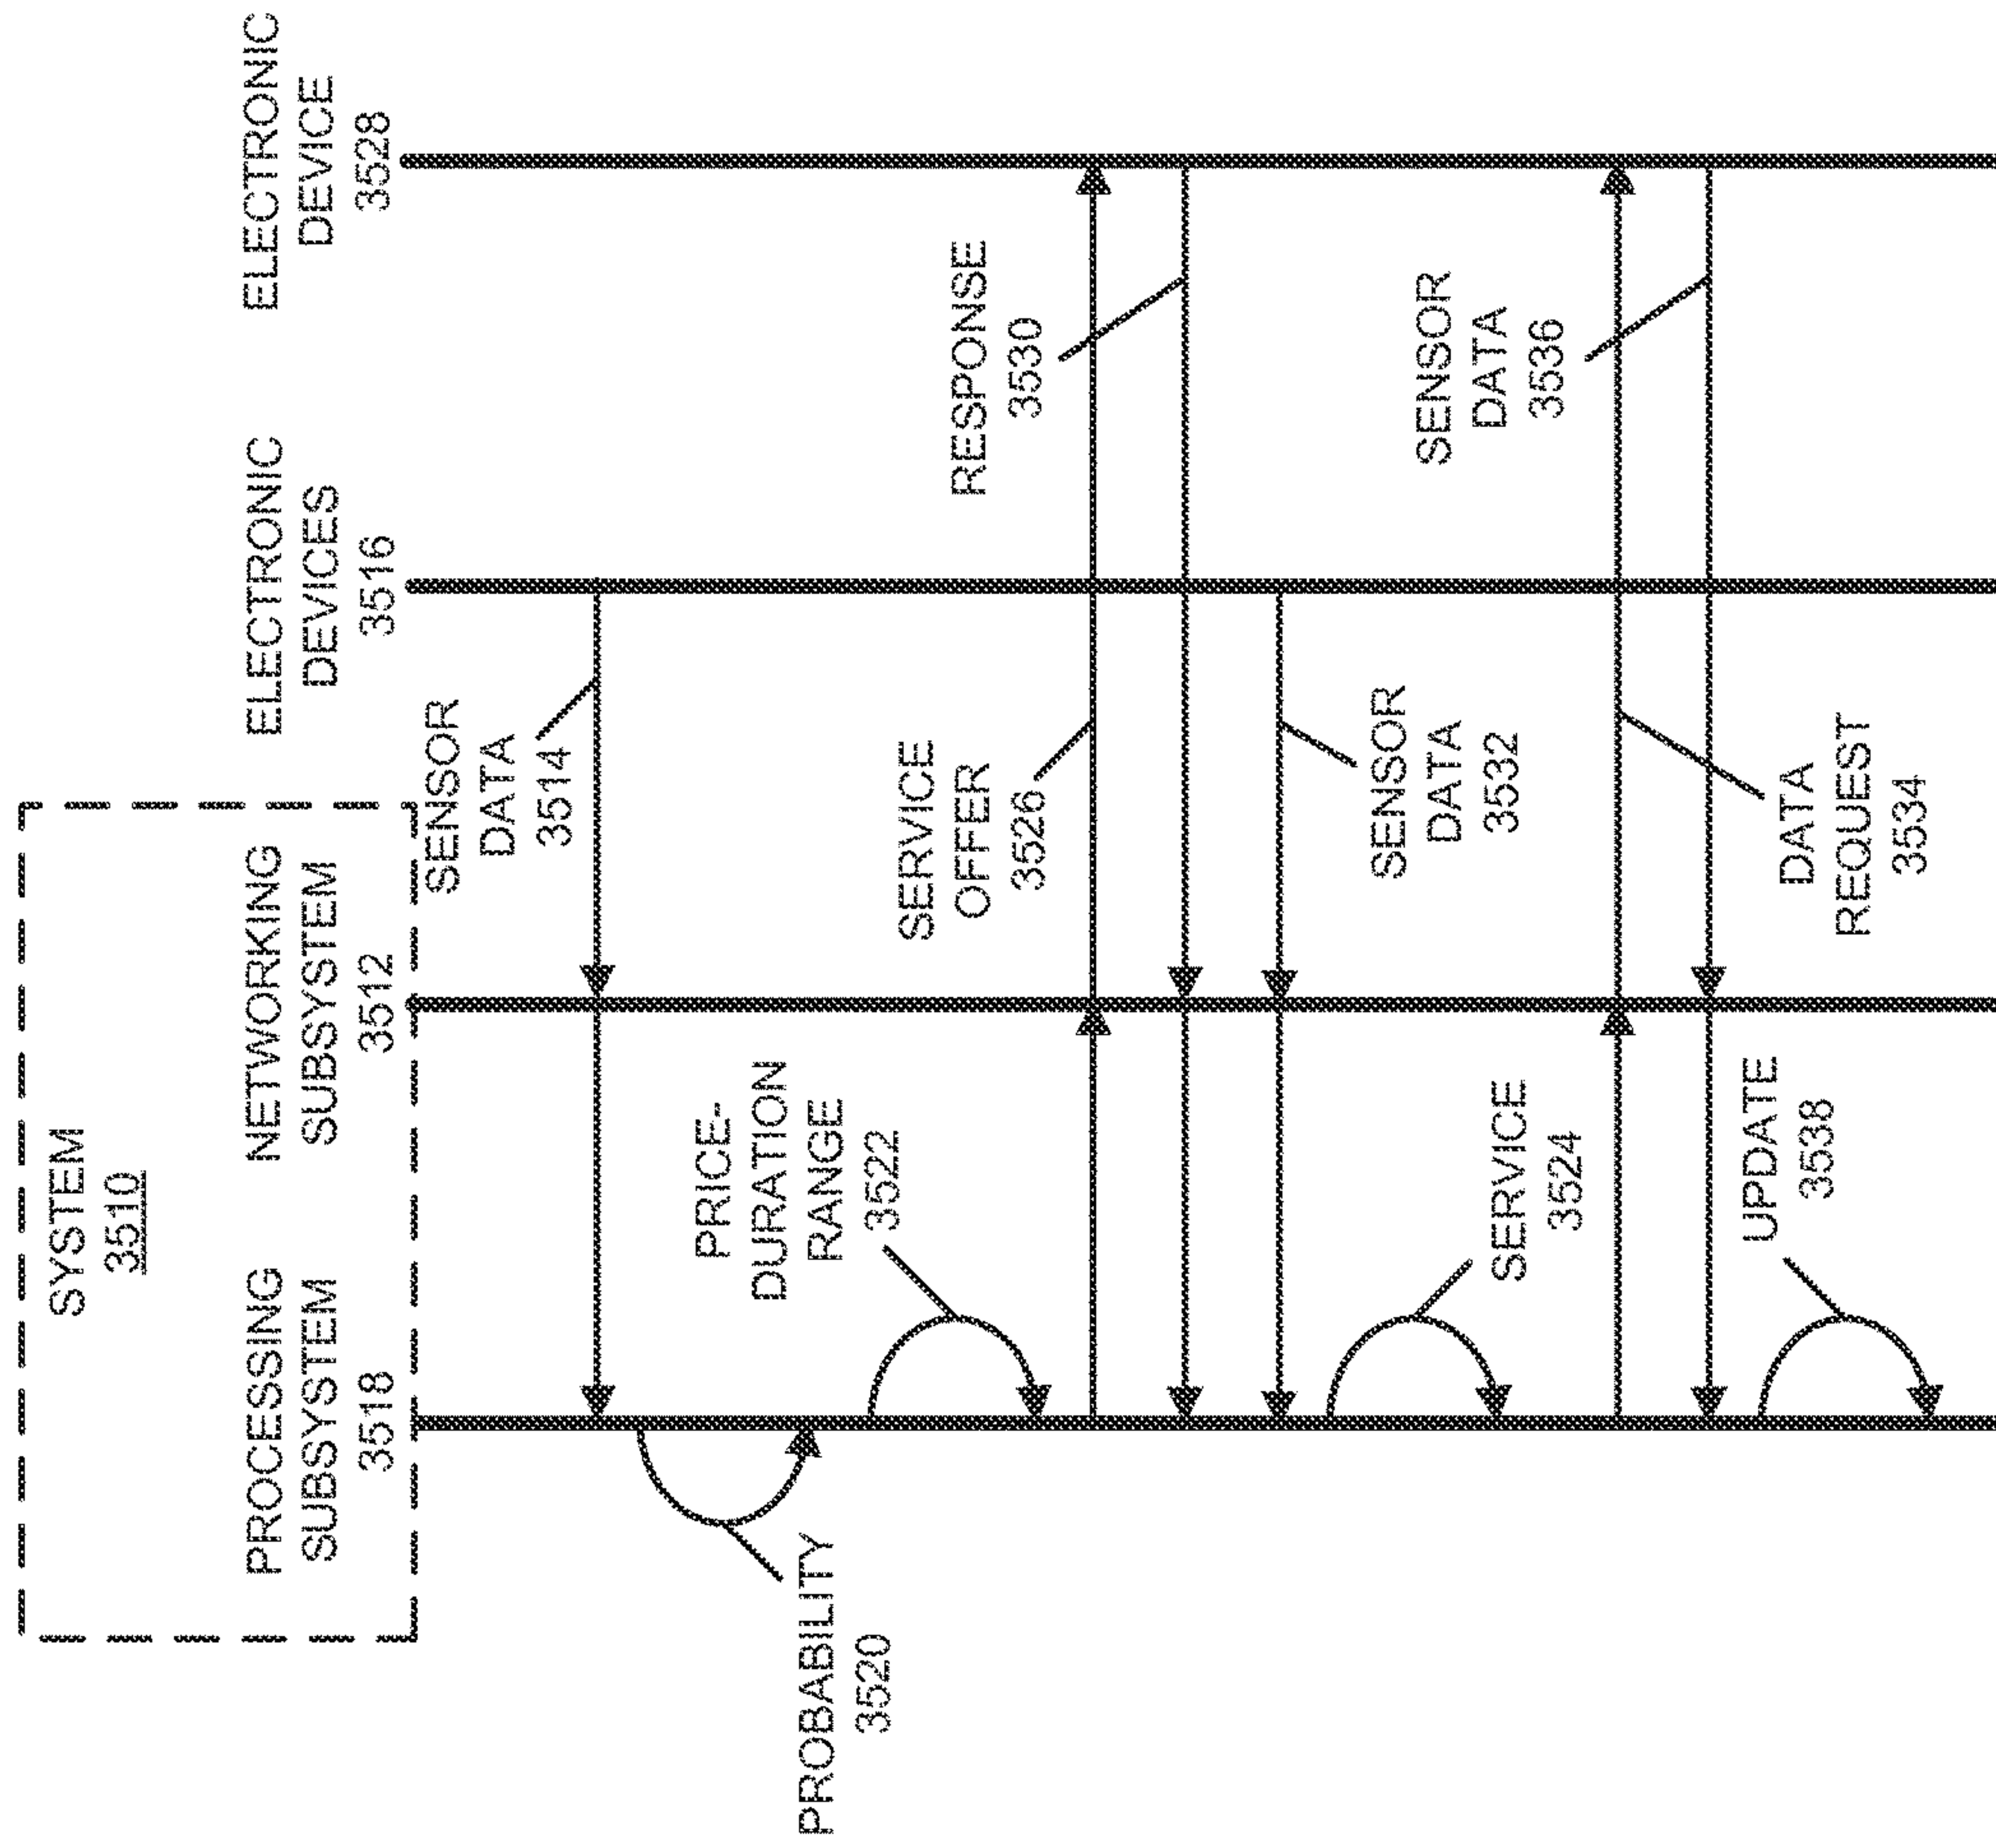 SYSTEM
3510
PROCESSING
SUBSYSTEM
3518
NETWORKING
SUBSYSTEM
3512
ELECTRONIC
DEVICES
3516
ELECTRONIC
DEVICE
3528
SENSOR
DATA
3514
PROBABILITY
3520
PRICE-
DURATION
RANGE
3522
SERVICE
OFFER
3526
RESPONSE
3530
SENSOR
DATA
3532
SERVICE
3524
SENSOR
DATA
3536
DATA
REQUEST
3534
UPDATE
3538